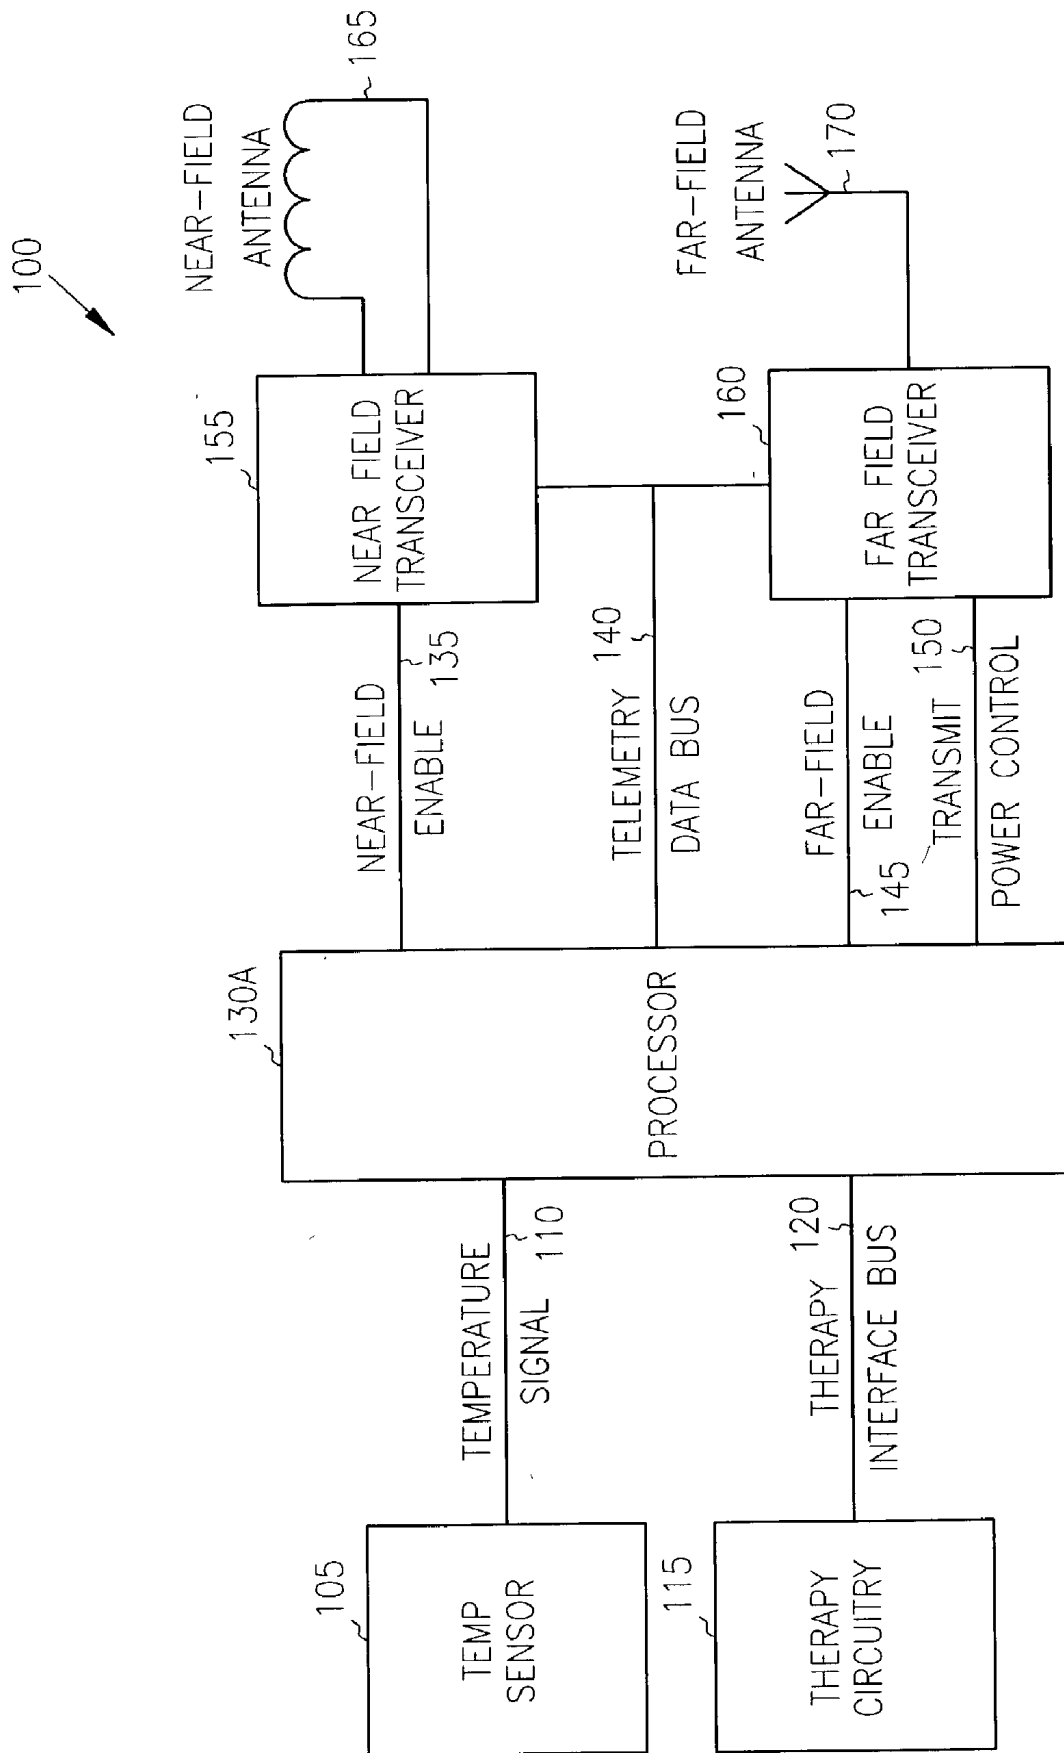 100
NEAR-FIELD
ANTENNA
165
155
NEAR FIELD
TRANSCEIVER
FAR-FIELD
ANTENNA
170
160
FAR FIELD
TRANSCEIVER
NEAR-FIELD
135
ENABLE
TELEMETRY 140
DATA BUS
FAR-FIELD
145 ENABLE
TRANSMIT 150
POWER CONTROL
130A
PROCESSOR
TEMPERATURE
SIGNAL 110
THERAPY 120
INTERFACE BUS
105
TEMP
SENSOR
115
THERAPY
CIRCUITRY